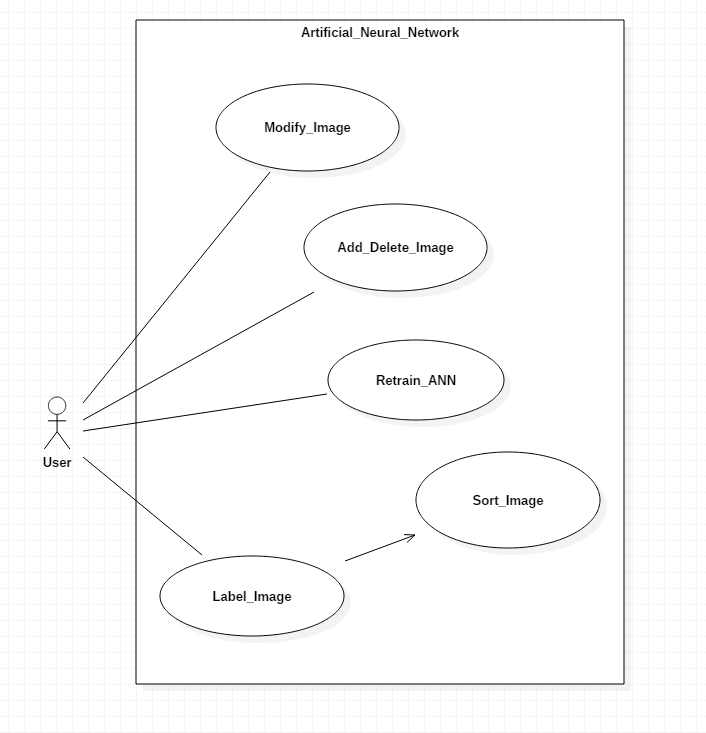 Artificial_Neural_Network
Modify_Image
Add_Delete_Image
Retrain_ANN
User
Sort_Image
Label_Image